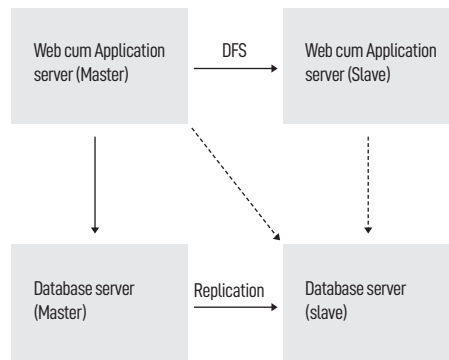 Web cum Application
server (Master)
DFS
Web cum Application
server (Slave)
Database server
(Master)
Replication
Database server
(slave)